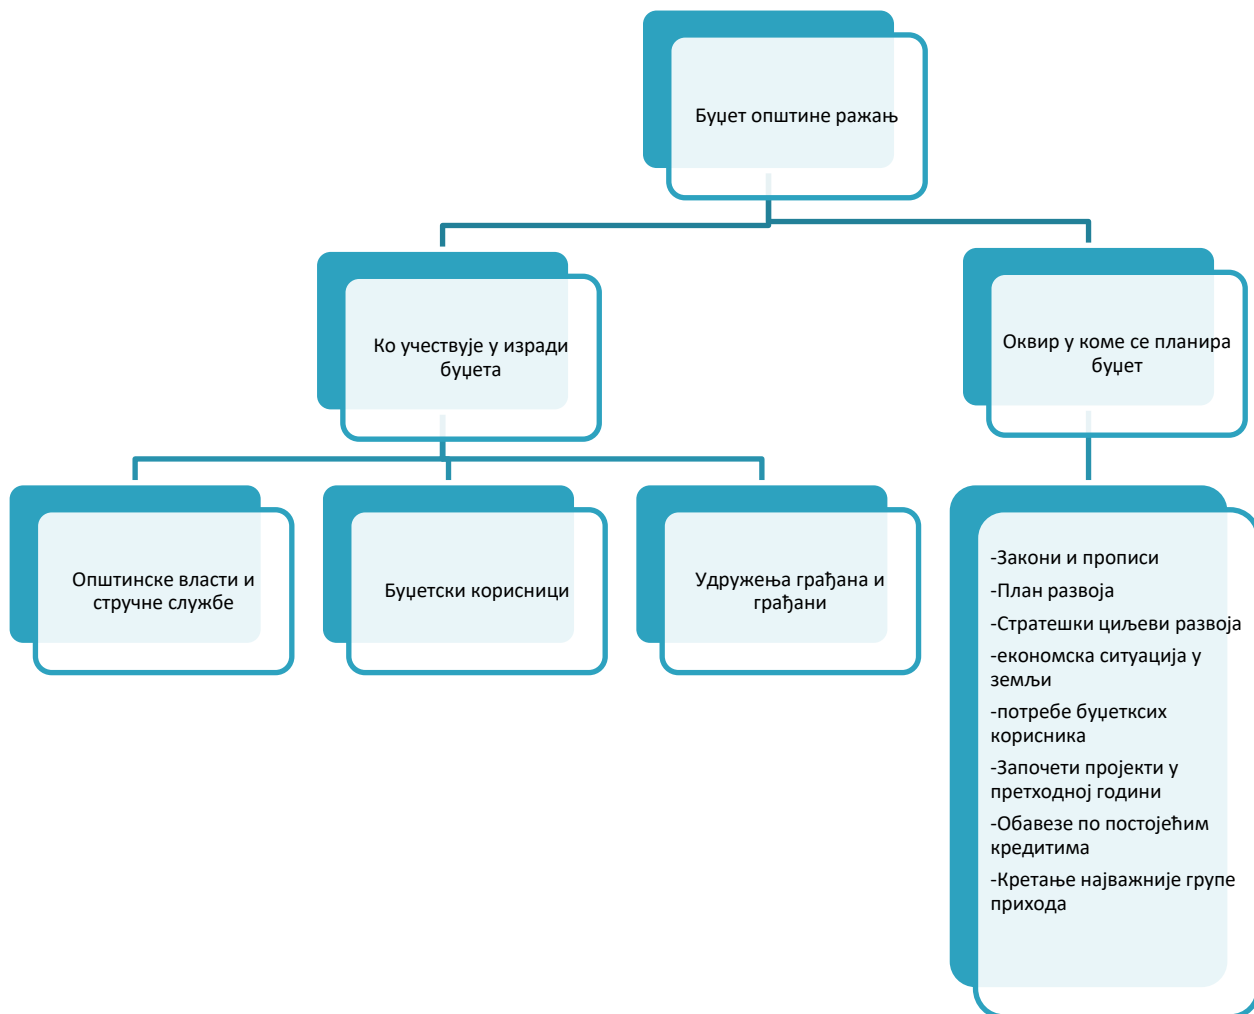 Буџет општине ражањ
Ко учествује у изради
буџета
Оквир у коме се планира
буџет
Општинске власти и
стручне службе
Буџетски корисници
Удружења грађана и
грађани
-Закони и прописи
-План развоја
-Стратешки циљеви развоја
-економска ситуација у
земљи
-потребе буџетксих
корисника
-Започети пројекти у
претходној години
-Обавезе по постојећим
кредитима
-Кретање најважније групе
прихода